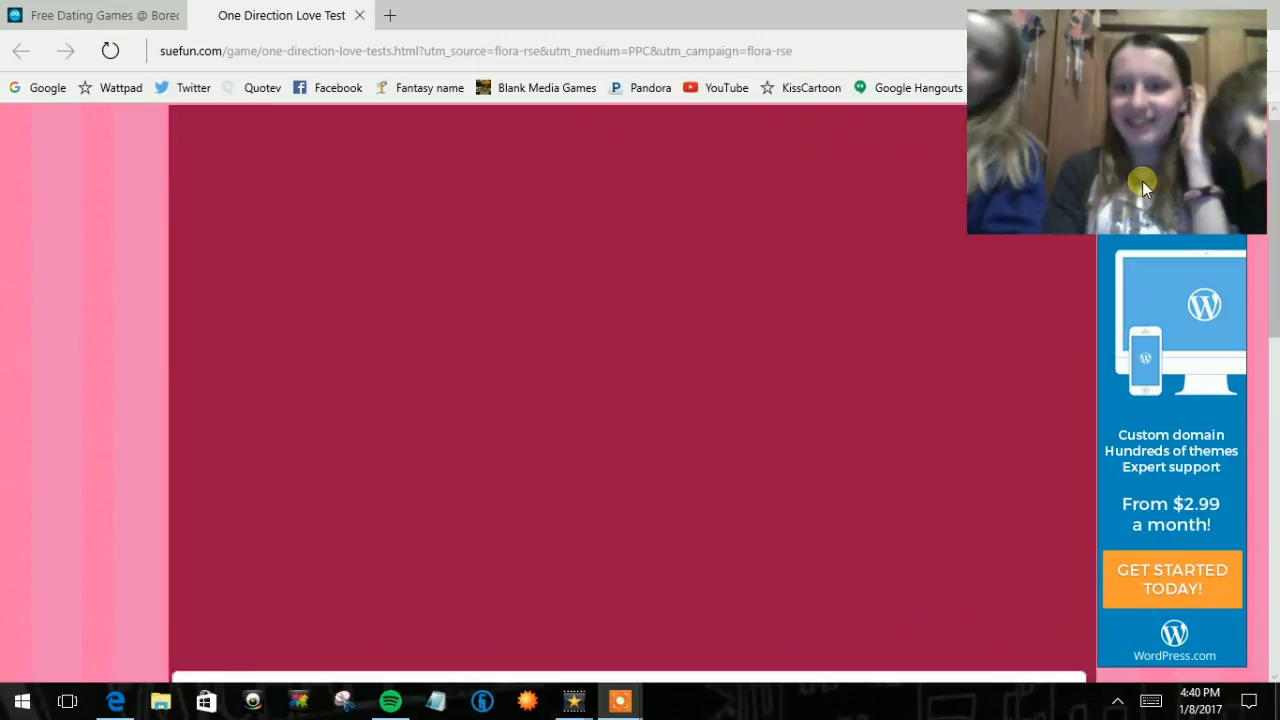 Free Dating Games @ Bored
One Direction Love Test
suefun.com/game/one-direction-love-tests.html?utm_source=flora-rse&utm_medium=PPC&utm_campaign=flora-rse
Google
Wattpad
Twitter
Quotev
Facebook
Fantasy name
Blank Media Games
Pandora
YouTube
KissCartoon
Google Hangouts
Custom domain
Hundreds of themes
Expert support
From $2.99
a month!
GET STARTED
TODAY!
WordPress.com
4:40 PM
1/8/2017